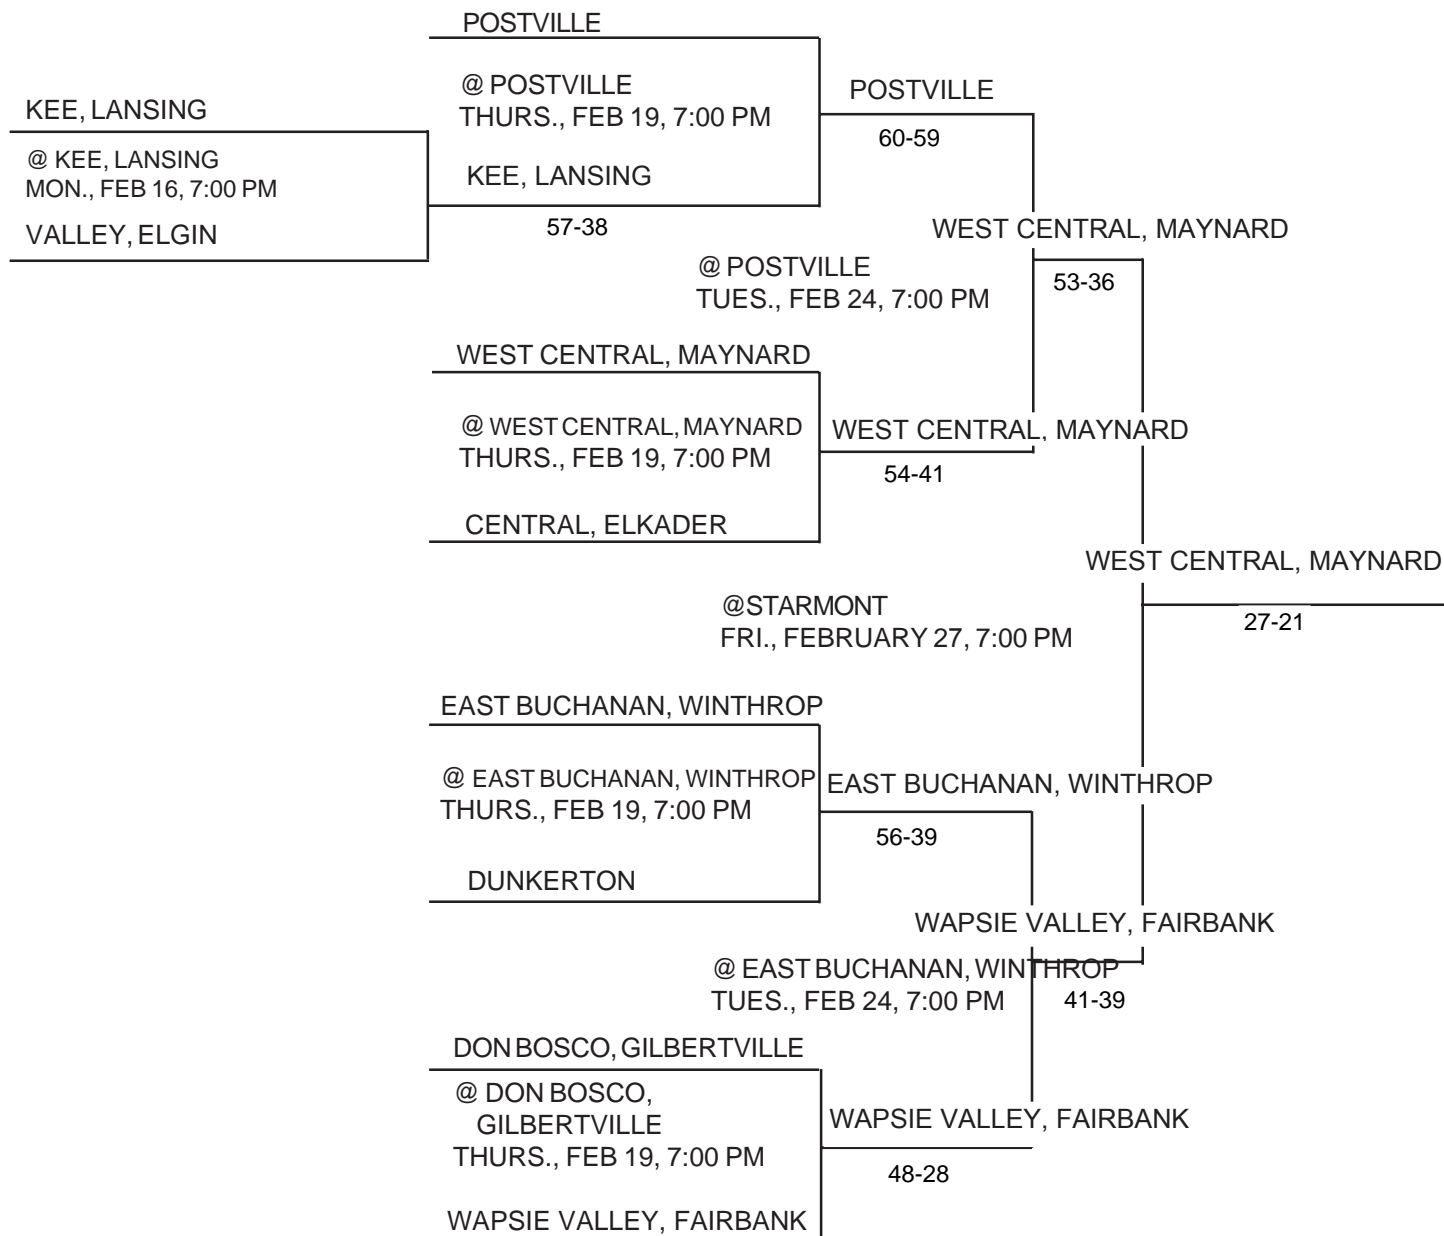 POSTVILLE
@ POSTVILLE
THURS., FEB 19, 7:00 PM
POSTVILLE
60-59
KEE, LANSING
@ KEE, LANSING
MON., FEB 16, 7:00 PM
VALLEY, ELGIN
KEE, LANSING
57-38
WEST CENTRAL, MAYNARD
53-36
@ POSTVILLE
TUES., FEB 24, 7:00 PM
WEST CENTRAL, MAYNARD
@ WEST CENTRAL, MAYNARD
THURS., FEB 19, 7:00 PM
WEST CENTRAL, MAYNARD
54-41
CENTRAL, ELKADER
WEST CENTRAL, MAYNARD
27-21
@STARMONT
FRI., FEBRUARY 27, 7:00 PM
EAST BUCHANAN, WINTHROP
@ EAST BUCHANAN, WINTHROP
THURS., FEB 19, 7:00 PM
EAST BUCHANAN, WINTHROP
56-39
DUNKERTON
WAPSIE VALLEY, FAIRBANK
@ EAST BUCHANAN, WINTHROP
TUES., FEB 24, 7:00 PM
41-39
DON BOSCO, GILBERTVILLE
@ DON BOSCO,
GILBERTVILLE
THURS., FEB 19, 7:00 PM
WAPSIE VALLEY, FAIRBANK
48-28
WAPSIE VALLEY, FAIRBANK